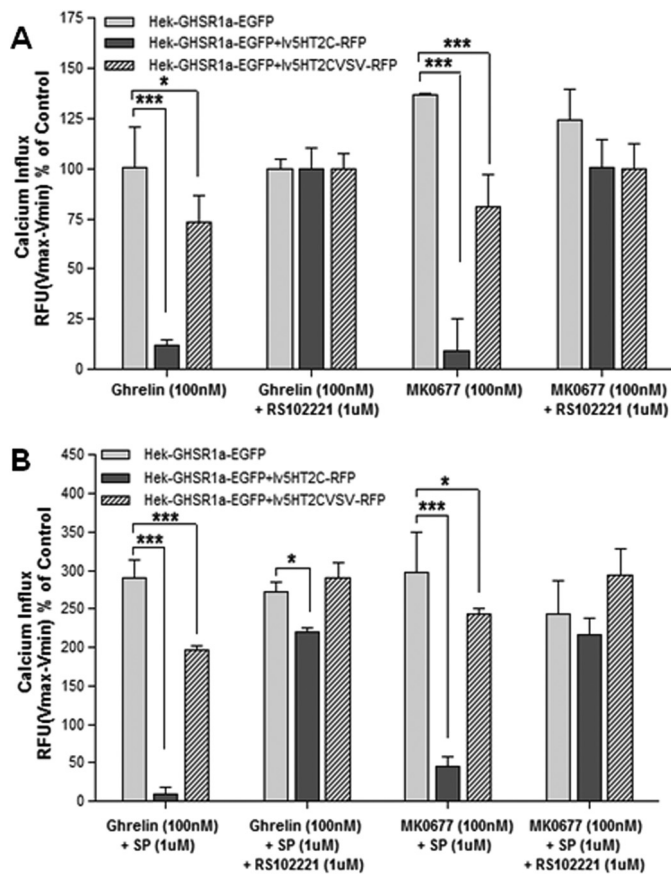 A
Hek-GHSR1a-EGFP
Hek-GHSR1a-EGFP+lv5HT2C-RFP
Hek-GHSR1a-EGFP+lv5HT2CVSV-RFP
Calcium Influx
RFU(Vmax-Vmin) % of Control
175
150
125
100
75
50
25
0
*
***
***
***
Ghrelin (100nM)
Ghrelin (100nM)
+ RS102221 (1uM)
MK0677 (100nM)
MK0677 (100nM)
+ RS102221 (1uM)
B
Hek-GHSR1a-EGFP
Hek-GHSR1a-EGFP+lv5HT2C-RFP
Hek-GHSR1a-EGFP+lv5HT2CVSV-RFP
Calcium Influx
RFU(Vmax-Vmin) % of Control
450
400
350
300
250
200
150
100
50
0
***
***
*
*
***
Ghrelin (100nM)
+ SP (1uM)
Ghrelin (100nM)
+ SP (1uM)
+ RS102221 (1uM)
MK0677 (100nM)
+ SP (1uM)
MK0677 (100nM)
+ SP (1uM)
+ RS102221 (1uM)